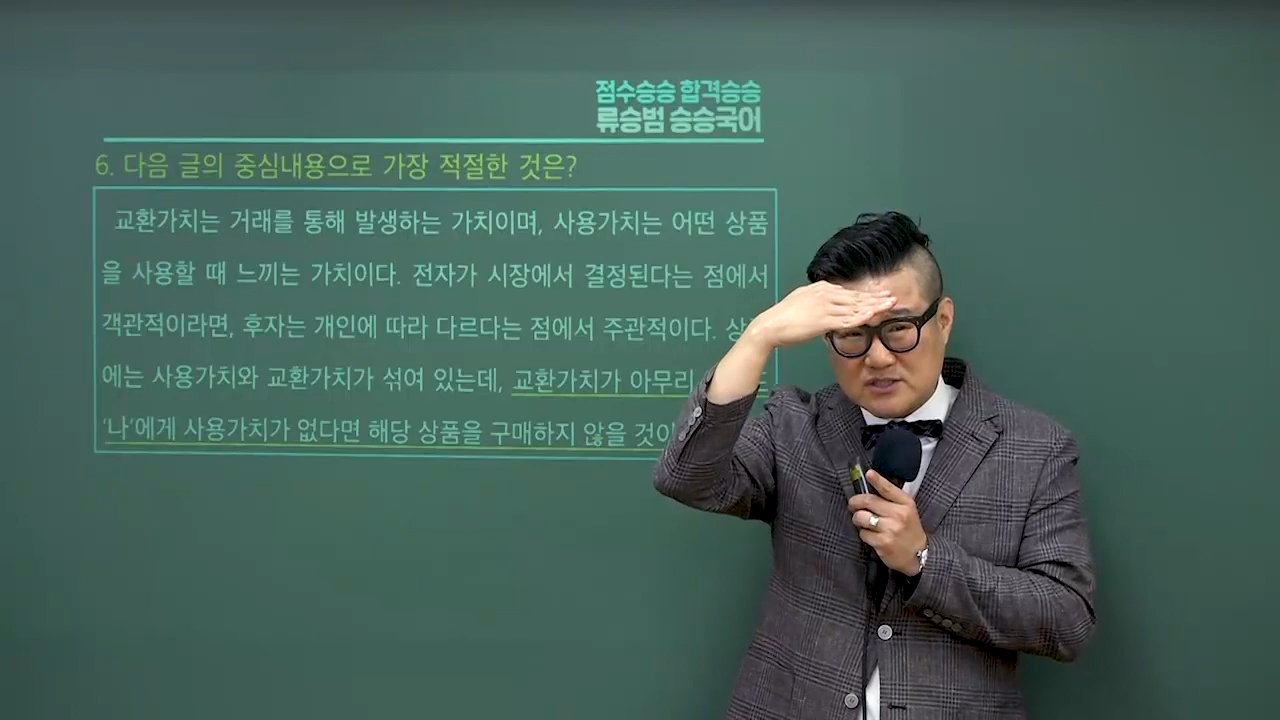 점수승승 합격승승
류승범 승승국어
6. 다음 글의 중심내용으로 가장 적절한 것은?
교환가치는 거래를 통해 발생하는 가치이며, 사용가치는 어떤 상품
을 사용할 때 느끼는 가치이다. 전자가 시장에서 결정된다는 점에서
객관적이라면, 후자는 개인에 따라 다르다는 점에서 주관적이다.
에는 사용가치와 교환가치가 섞여 있는데, 교환가치가 아무리
'나'에게 사용가치가 없다면 해당 상품을 구매하지 않을